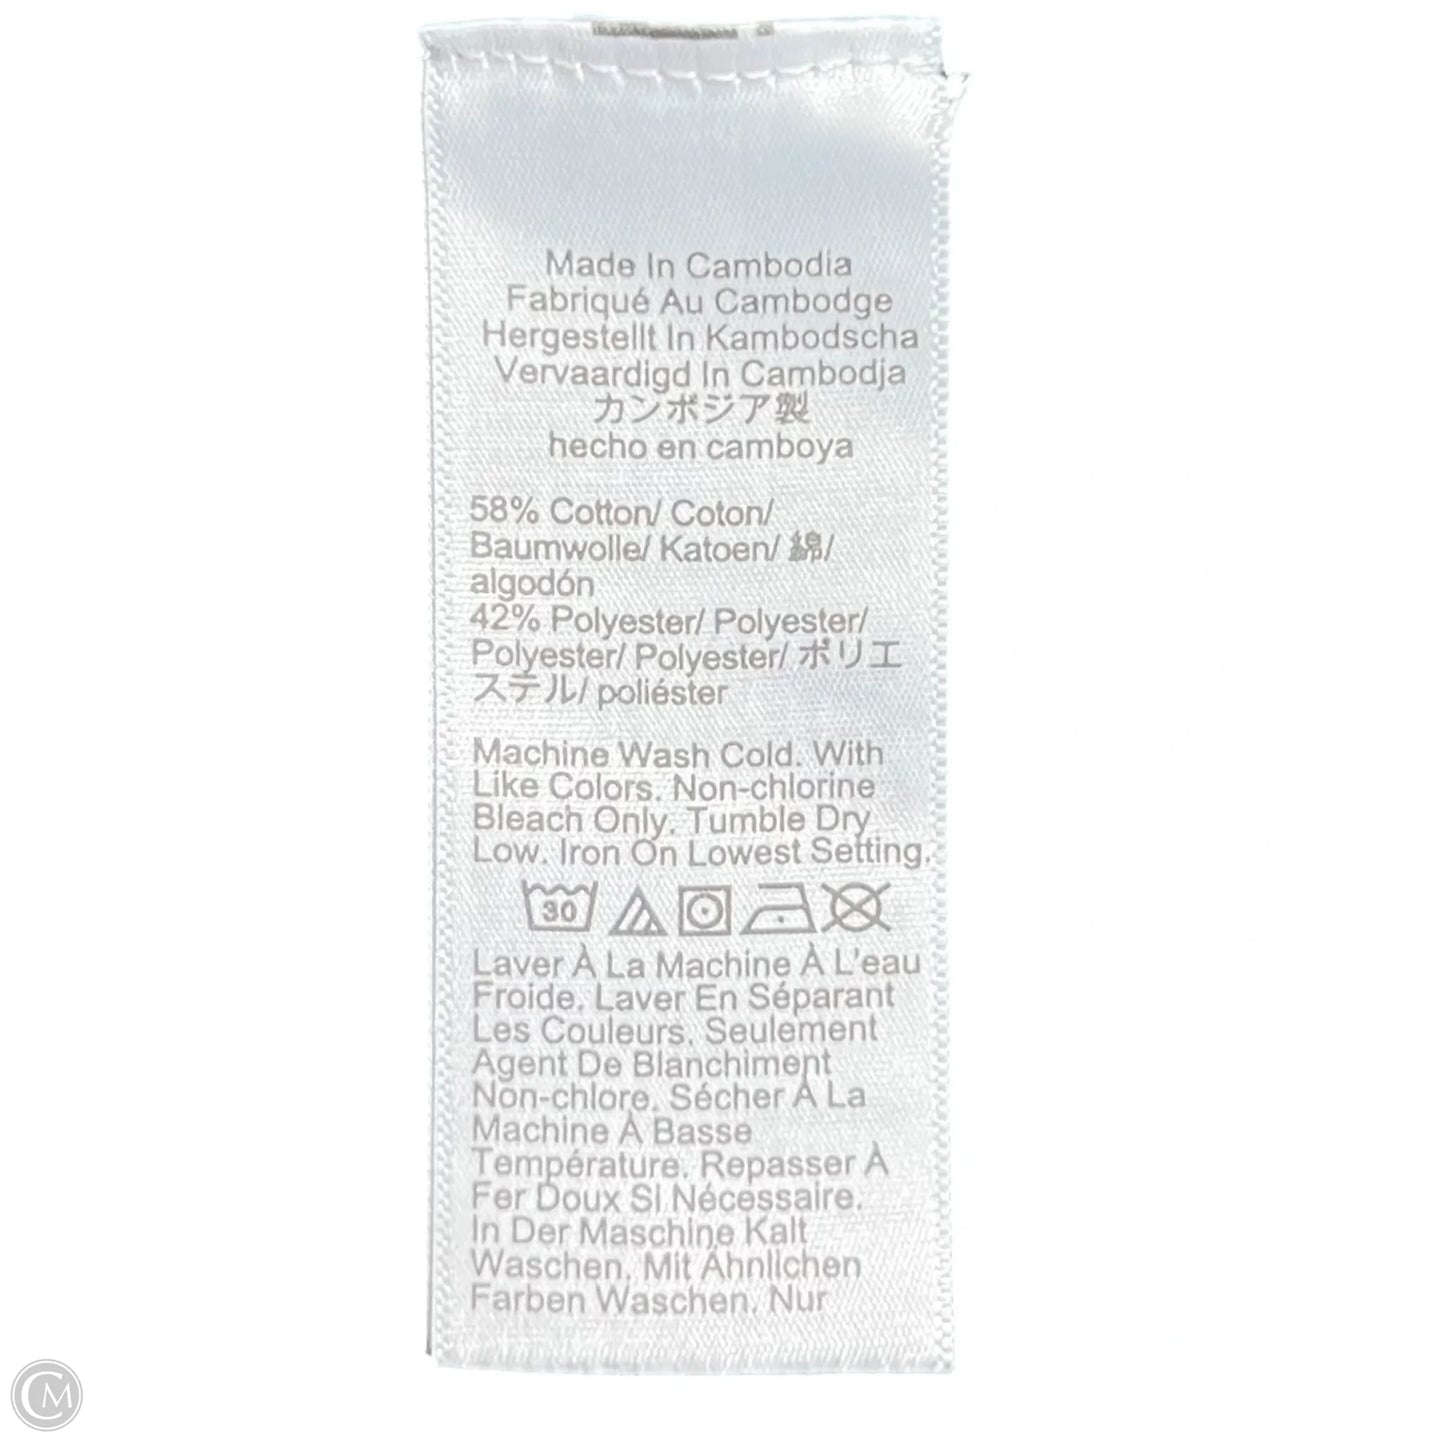 Made In Cambodia
Fabriqué Au Cambodge
Hergestellt In Kambodscha
Vervaardigd In Cambodja
カンボジア製
hecho en camboya
58% Cotton/ Coton/
Baumwolle/ Katoen/ 綿/
algodón
42% Polyester/ Polyester/
Polyester/ Polyester/ ポリエ
ステル/ poliéster
Machine Wash Cold. With
Like Colors. Non-chlorine
Bleach Only. Tumble Dry
Low. Iron On Lowest Setting.
30
Laver À La Machine À L'eau
Froide. Laver En Séparant
Les Couleurs. Seulement
Agent De Blanchiment
Non-chlore. Sécher À La
Machine À Basse
Température. Repasser À
Fer Doux Si Nécessaire.
In Der Maschine Kalt
Waschen. Mit Ähnlichen
Farben Waschen. Nur
CM